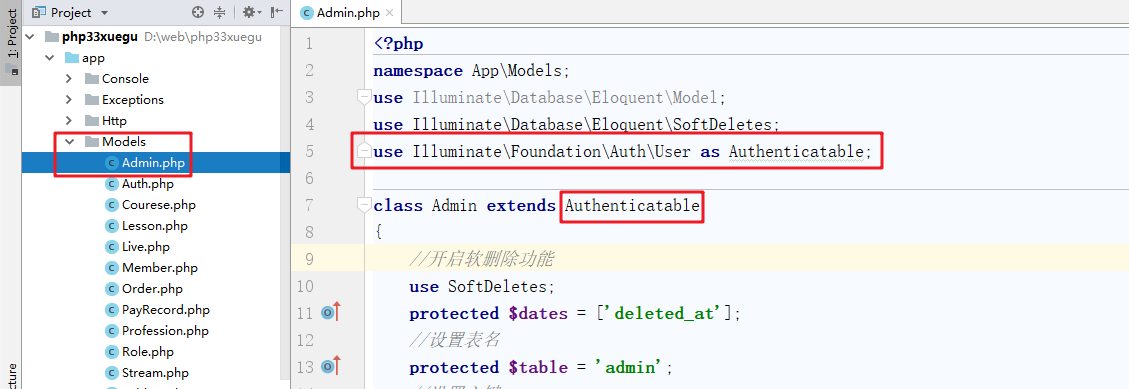 1: Project
Project
php33xuegu D:\web\php33xuegu
app
Console
Exceptions
Http
Models
Admin.php
Auth.php
Courese.php
Lesson.php
Live.php
Member.php
Order.php
PayRecord.php
Profession.php
Role.php
Stream.php
Admin.php
1 <?php
2 namespace App\Models;
3 use Illuminate\Database\Eloquent\Model;
4 use Illuminate\Database\Eloquent\SoftDeletes;
5 use Illuminate\Foundation\Auth\User as Authenticatable;
6
7 class Admin extends Authenticatable
8 {
9 //开启软删除功能
10 use SoftDeletes;
11 protected $dates = ['deleted_at'];
12 //设置表名
13 protected $table = 'admin';